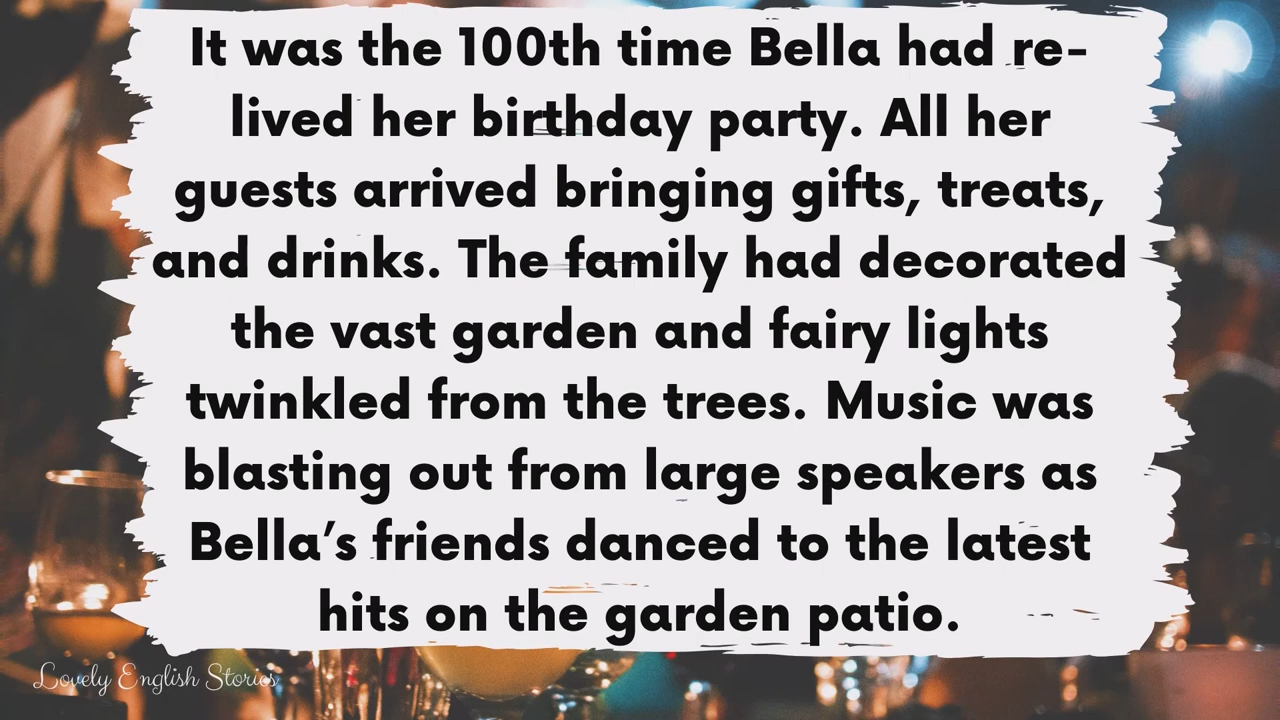 It was the 100th time Bella had re-
lived her birthday party. All her
guests arrived bringing gifts, treats,
and drinks. The family had decorated
the vast garden and fairy lights
twinkled from the trees. Music was
blasting out from large speakers as
Bella’s friends danced to the latest
hits on the garden patio.
Lovely English Stories